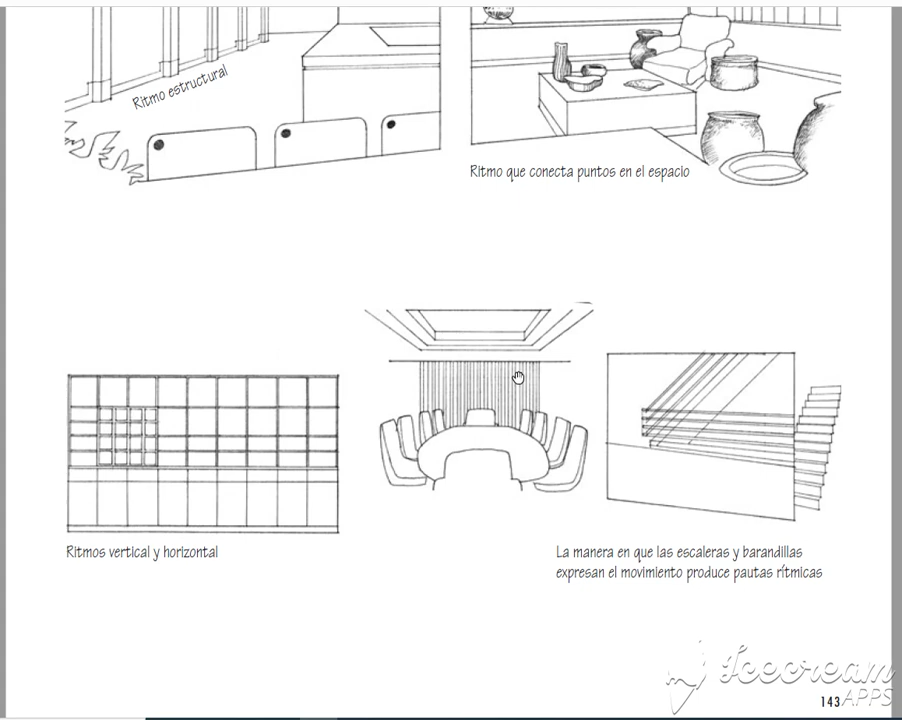 Ritmo estructural
Ritmo que conecta puntos en el espacio
Ritmos vertical y horizontal
La manera en que las escaleras y barandillas
expresan el movimiento produce pautas rítmicas
Icecream
APPS
143